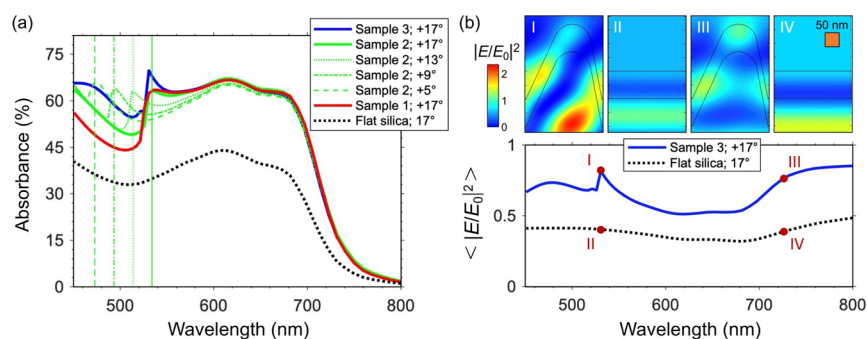 (a)
Sample 3; +17°
Sample 2; +17°
Sample 2; +13°
Sample 2; +9°
Sample 2; +5°
Sample 1; +17°
Flat silica; 17°
75
60
45
30
15
0
Absorbance (%)
500 600 700 800
Wavelength (nm)
(b)
|E/E₀|²
2
1
0
I II III IV
50 nm
Sample 3; +17°
Flat silica; 17°
I
II
III
IV
1
0.5
0
< |E/E₀|² >
500 600 700 800
Wavelength (nm)